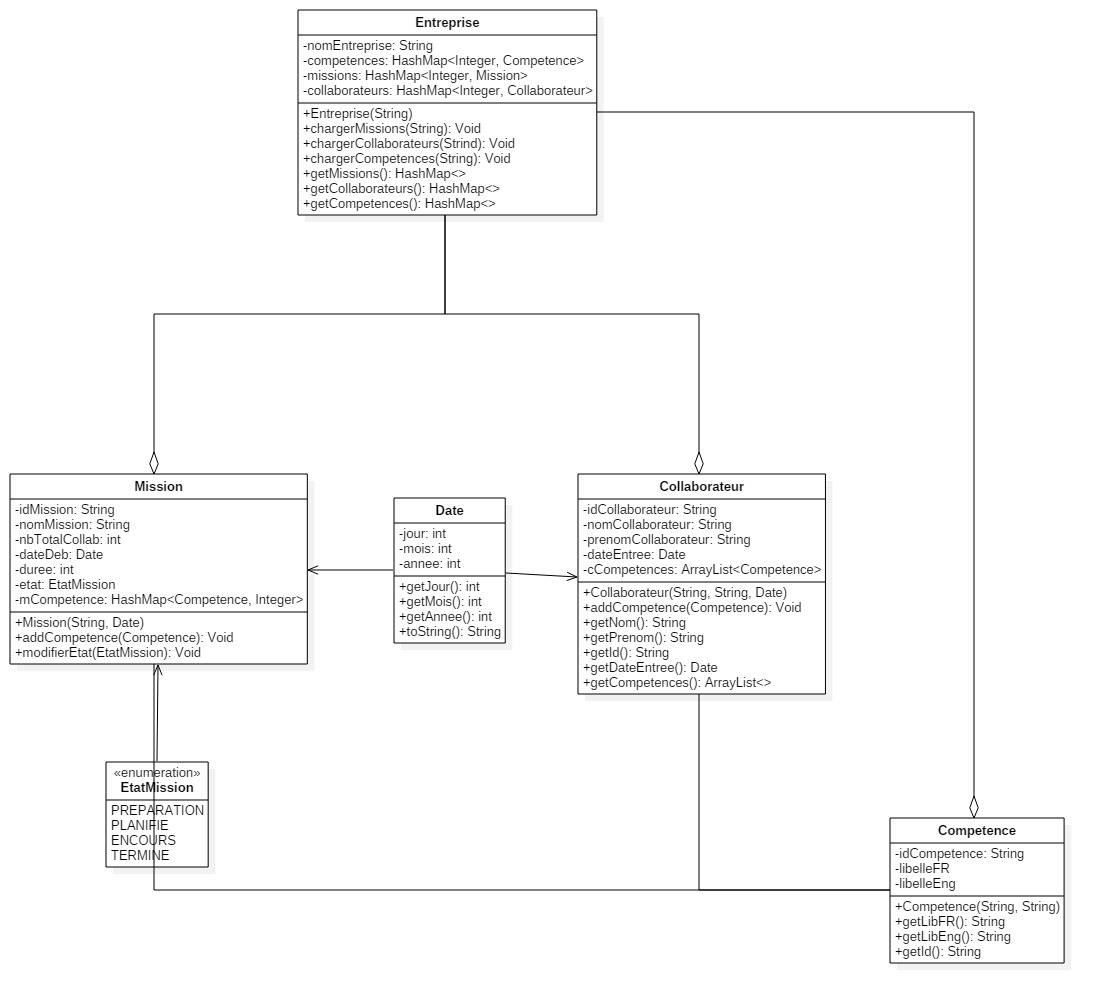 Entreprise
-nomEntreprise: String
-competences: HashMap<Integer, Competence>
-missions: HashMap<Integer, Mission>
-collaborateurs: HashMap<Integer, Collaborateur>
+Entreprise(String)
+chargerMissions(String): Void
+chargerCollaborateurs(Strind): Void
+chargerCompetences(String): Void
+getMissions(): HashMap<>
+getCollaborateurs(): HashMap<>
+getCompetences(): HashMap<>
Mission
-idMission: String
-nomMission: String
-nbTotalCollab: int
-dateDeb: Date
-duree: int
-etat: EtatMission
-mCompetence: HashMap<Competence, Integer>
+Mission(String, Date)
+addCompetence(Competence): Void
+modifierEtat(EtatMission): Void
Date
-jour: int
-mois: int
-annee: int
+getJour(): int
+getMois(): int
+getAnnee(): int
+toString(): String
Collaborateur
-idCollaborateur: String
-nomCollaborateur: String
-prenomCollaborateur: String
-dateEntree: Date
-cCompetences: ArrayList<Competence>
+Collaborateur(String, String, Date)
+addCompetence(Competence): Void
+getNom(): String
+getPrenom(): String
+getId(): String
+getDateEntree(): Date
+getCompetences(): ArrayList<>
«enumeration»
EtatMission
PREPARATION
PLANIFIE
ENCOURS
TERMINE
Competence
-idCompetence: String
-libelleFR
-libelleEng
+Competence(String, String)
+getLibFR(): String
+getLibEng(): String
+getId(): String